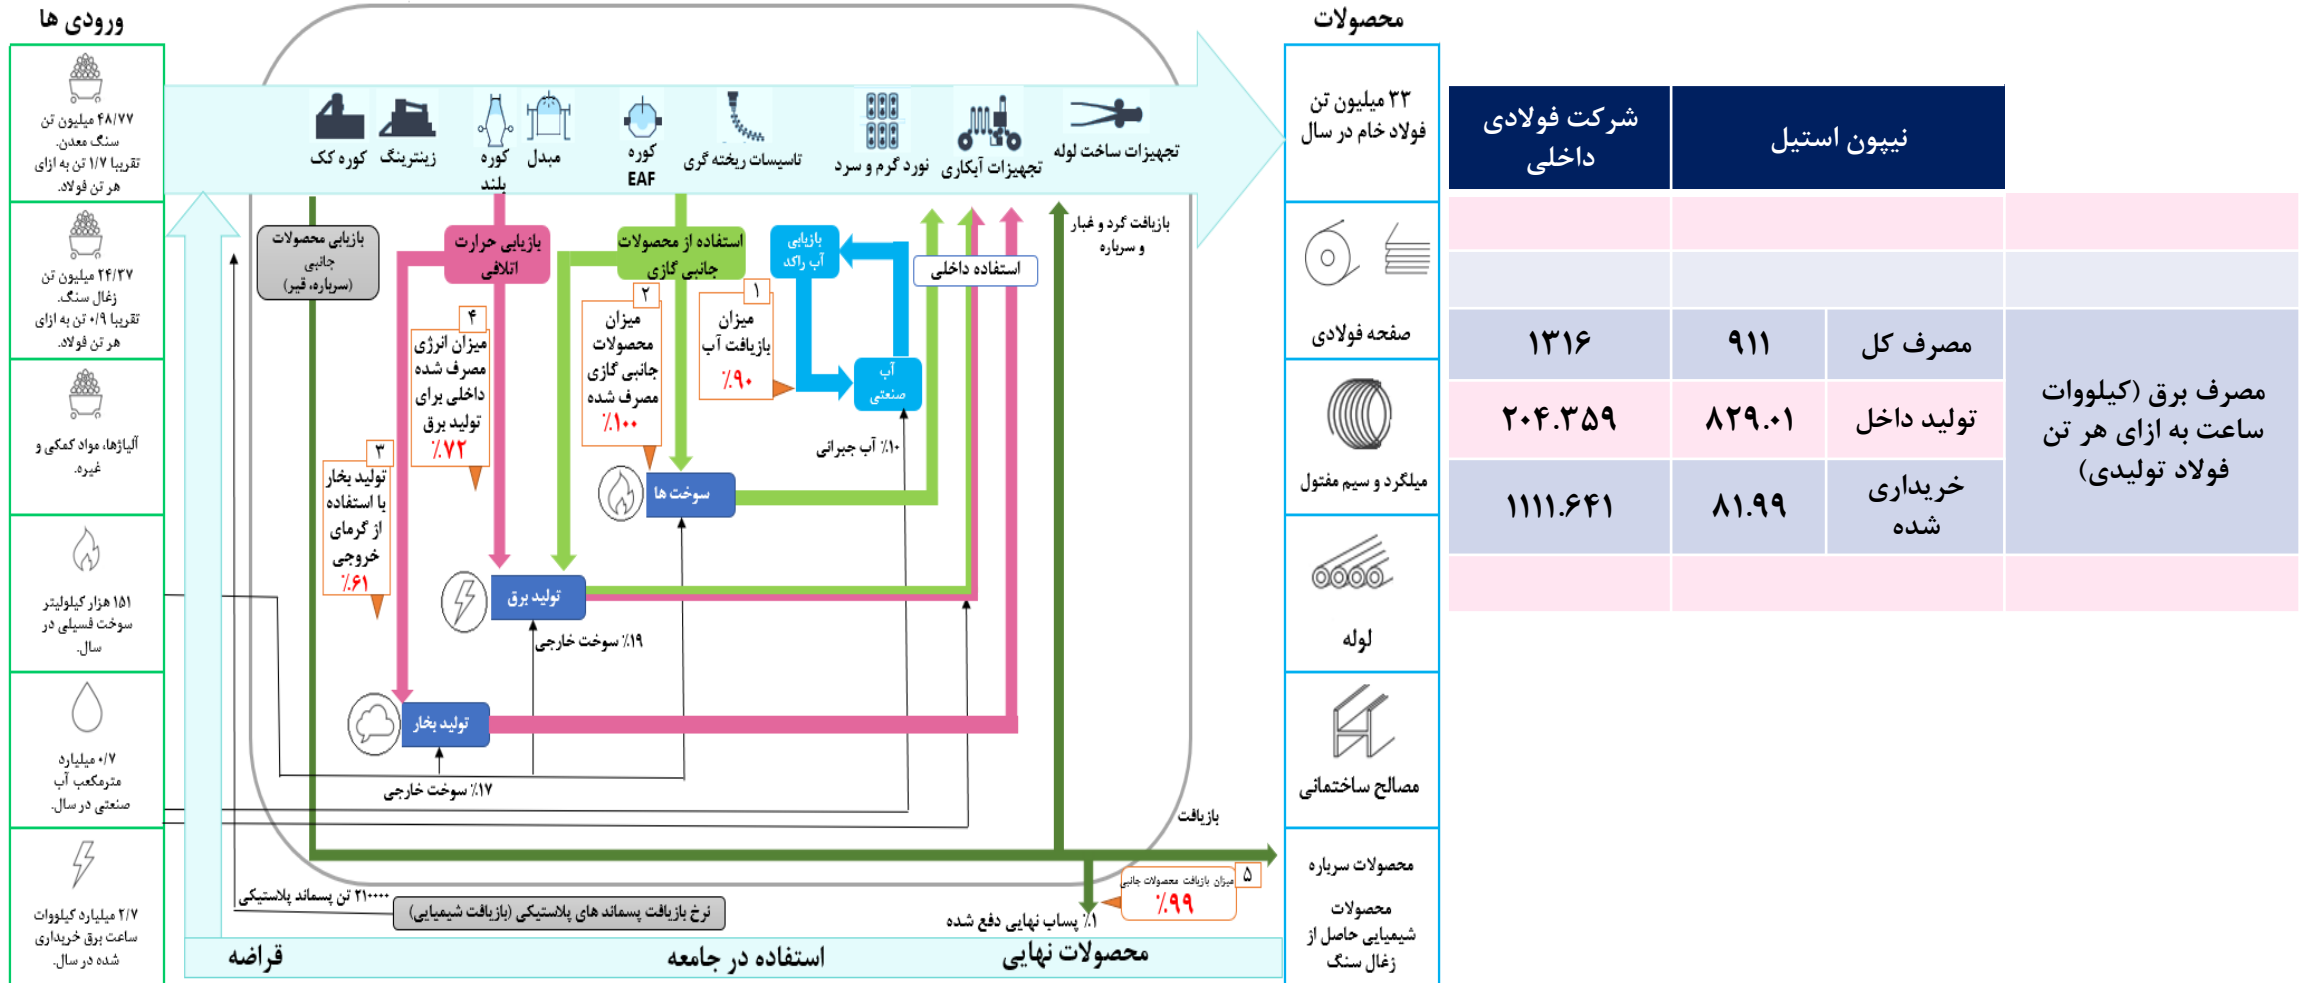 ورودی ها
۴۸/۷۷ میلیون تن
سنگ معدن.
تقریبا ۱/۷ تن به ازای
هر تن فولاد.
۲۴/۳۷ میلیون تن
زغال سنگ.
تقریبا ۰/۹ تن به ازای
هر تن فولاد.
آلیاژها، مواد کمکی و
غیره.
۱۵۱ هزار کیلولیتر
سوخت فسیلی در
سال.
۰/۷ میلیارد
مترمکعب آب
صنعتی در سال.
۲/۷ میلیارد کیلووات
ساعت برق خریداری
شده در سال.
کوره کک
زینترینگ
کوره
بلند
مبدل
کوره
EAF
تاسیسات ریخته گری
نورد گرم و سرد
تجهیزات آبکاری
تجهیزات ساخت لوله
بازیابی محصولات
جانبی
(سرباره، قیر)
بازیابی حرارت
اتلافی
استفاده از محصولات
جانبی گازی
بازیابی
آب راکد
استفاده داخلی
بازیافت گرد و غبار
و سرباره
۱
میزان
بازیافت آب
٪۹۰
۲
میزان
محصولات
جانبی گازی
مصرف شده
٪۱۰۰
۴
میزان انرژی
مصرف شده
داخلی برای
تولید برق
٪۷۲
۳
تولید بخار
با استفاده
از گرمای
خروجی
٪۶۱
آب
صنعتی
۱۰٪ آب جبرانی
سوخت ها
تولید برق
۱۹٪ سوخت خارجی
تولید بخار
۱۷٪ سوخت خارجی
بازیافت
۵
میزان بازیافت محصولات جانبی
٪۹۹
۱٪ پساب نهایی دفع شده
۲۱۰۰۰۰ تن پسماند پلاستیکی
نرخ بازیافت پسماند های پلاستیکی (بازیافت شیمیایی)
محصولات نهایی
استفاده در جامعه
قراضه
محصولات
۳۳ میلیون تن
فولاد خام در سال
صفحه فولادی
میلگرد و سیم مفتول
لوله
مصالح ساختمانی
محصولات سرباره
محصولات
شیمیایی حاصل از
زغال سنگ
نیپون استیل
شرکت فولادی
داخلی
مصرف برق (کیلووات
ساعت به ازای هر تن
فولاد تولیدی)
مصرف کل
۹۱۱
۱۳۱۶
تولید داخل
۸۲۹.۰۱
۲۰۴.۳۵۹
خریداری
شده
۸۱.۹۹
۱۱۱۱.۶۴۱